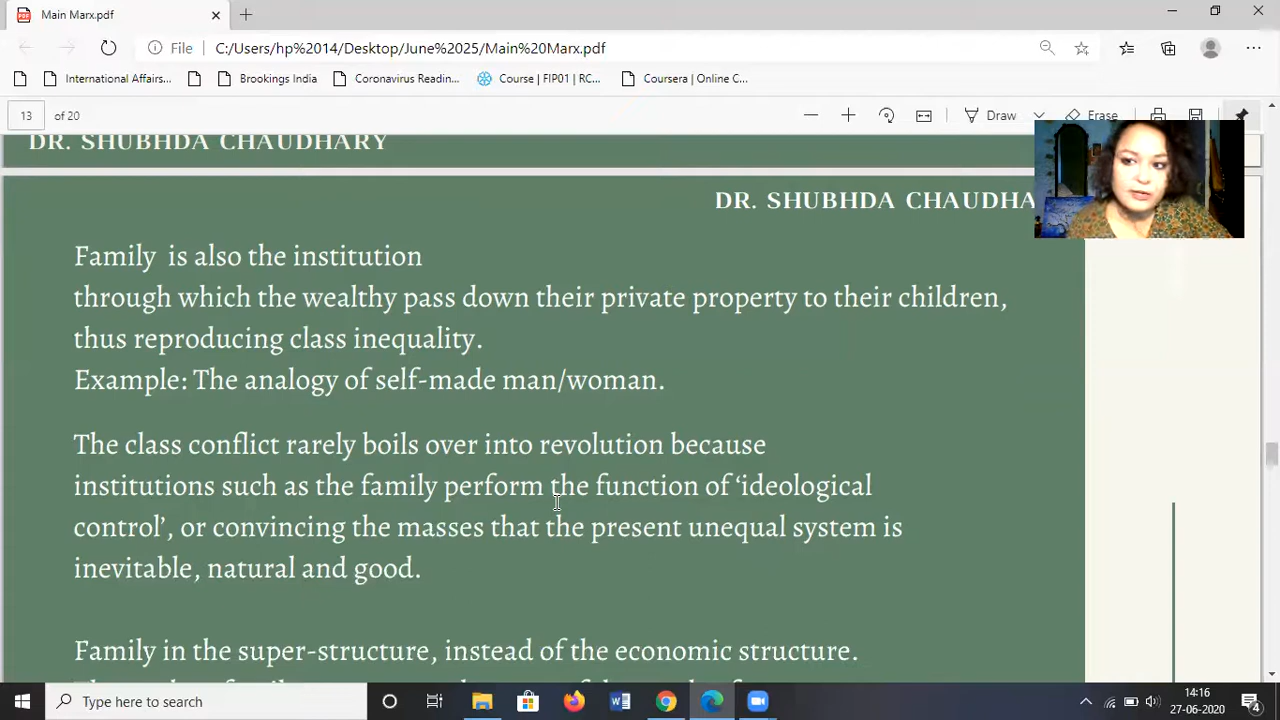 Main Marx.pdf
File
C:/Users/hp%2014/Desktop/June%2025/Main%20Marx.pdf
International Affairs...
Brookings India
Coronavirus Readin...
Course | FIP01 | RC...
Coursera | Online C...
13 of 20
Draw
Erase
DR. SHUBHDA CHAUDHARY
DR. SHUBHDA CHAUDHA
Family is also the institution
through which the wealthy pass down their private property to their children,
thus reproducing class inequality.
Example: The analogy of self-made man/woman.
The class conflict rarely boils over into revolution because
institutions such as the family perform the function of ‘ideological
control’, or convincing the masses that the present unequal system is
inevitable, natural and good.
Family in the super-structure, instead of the economic structure.
Type here to search
14:16
27-06-2020
4